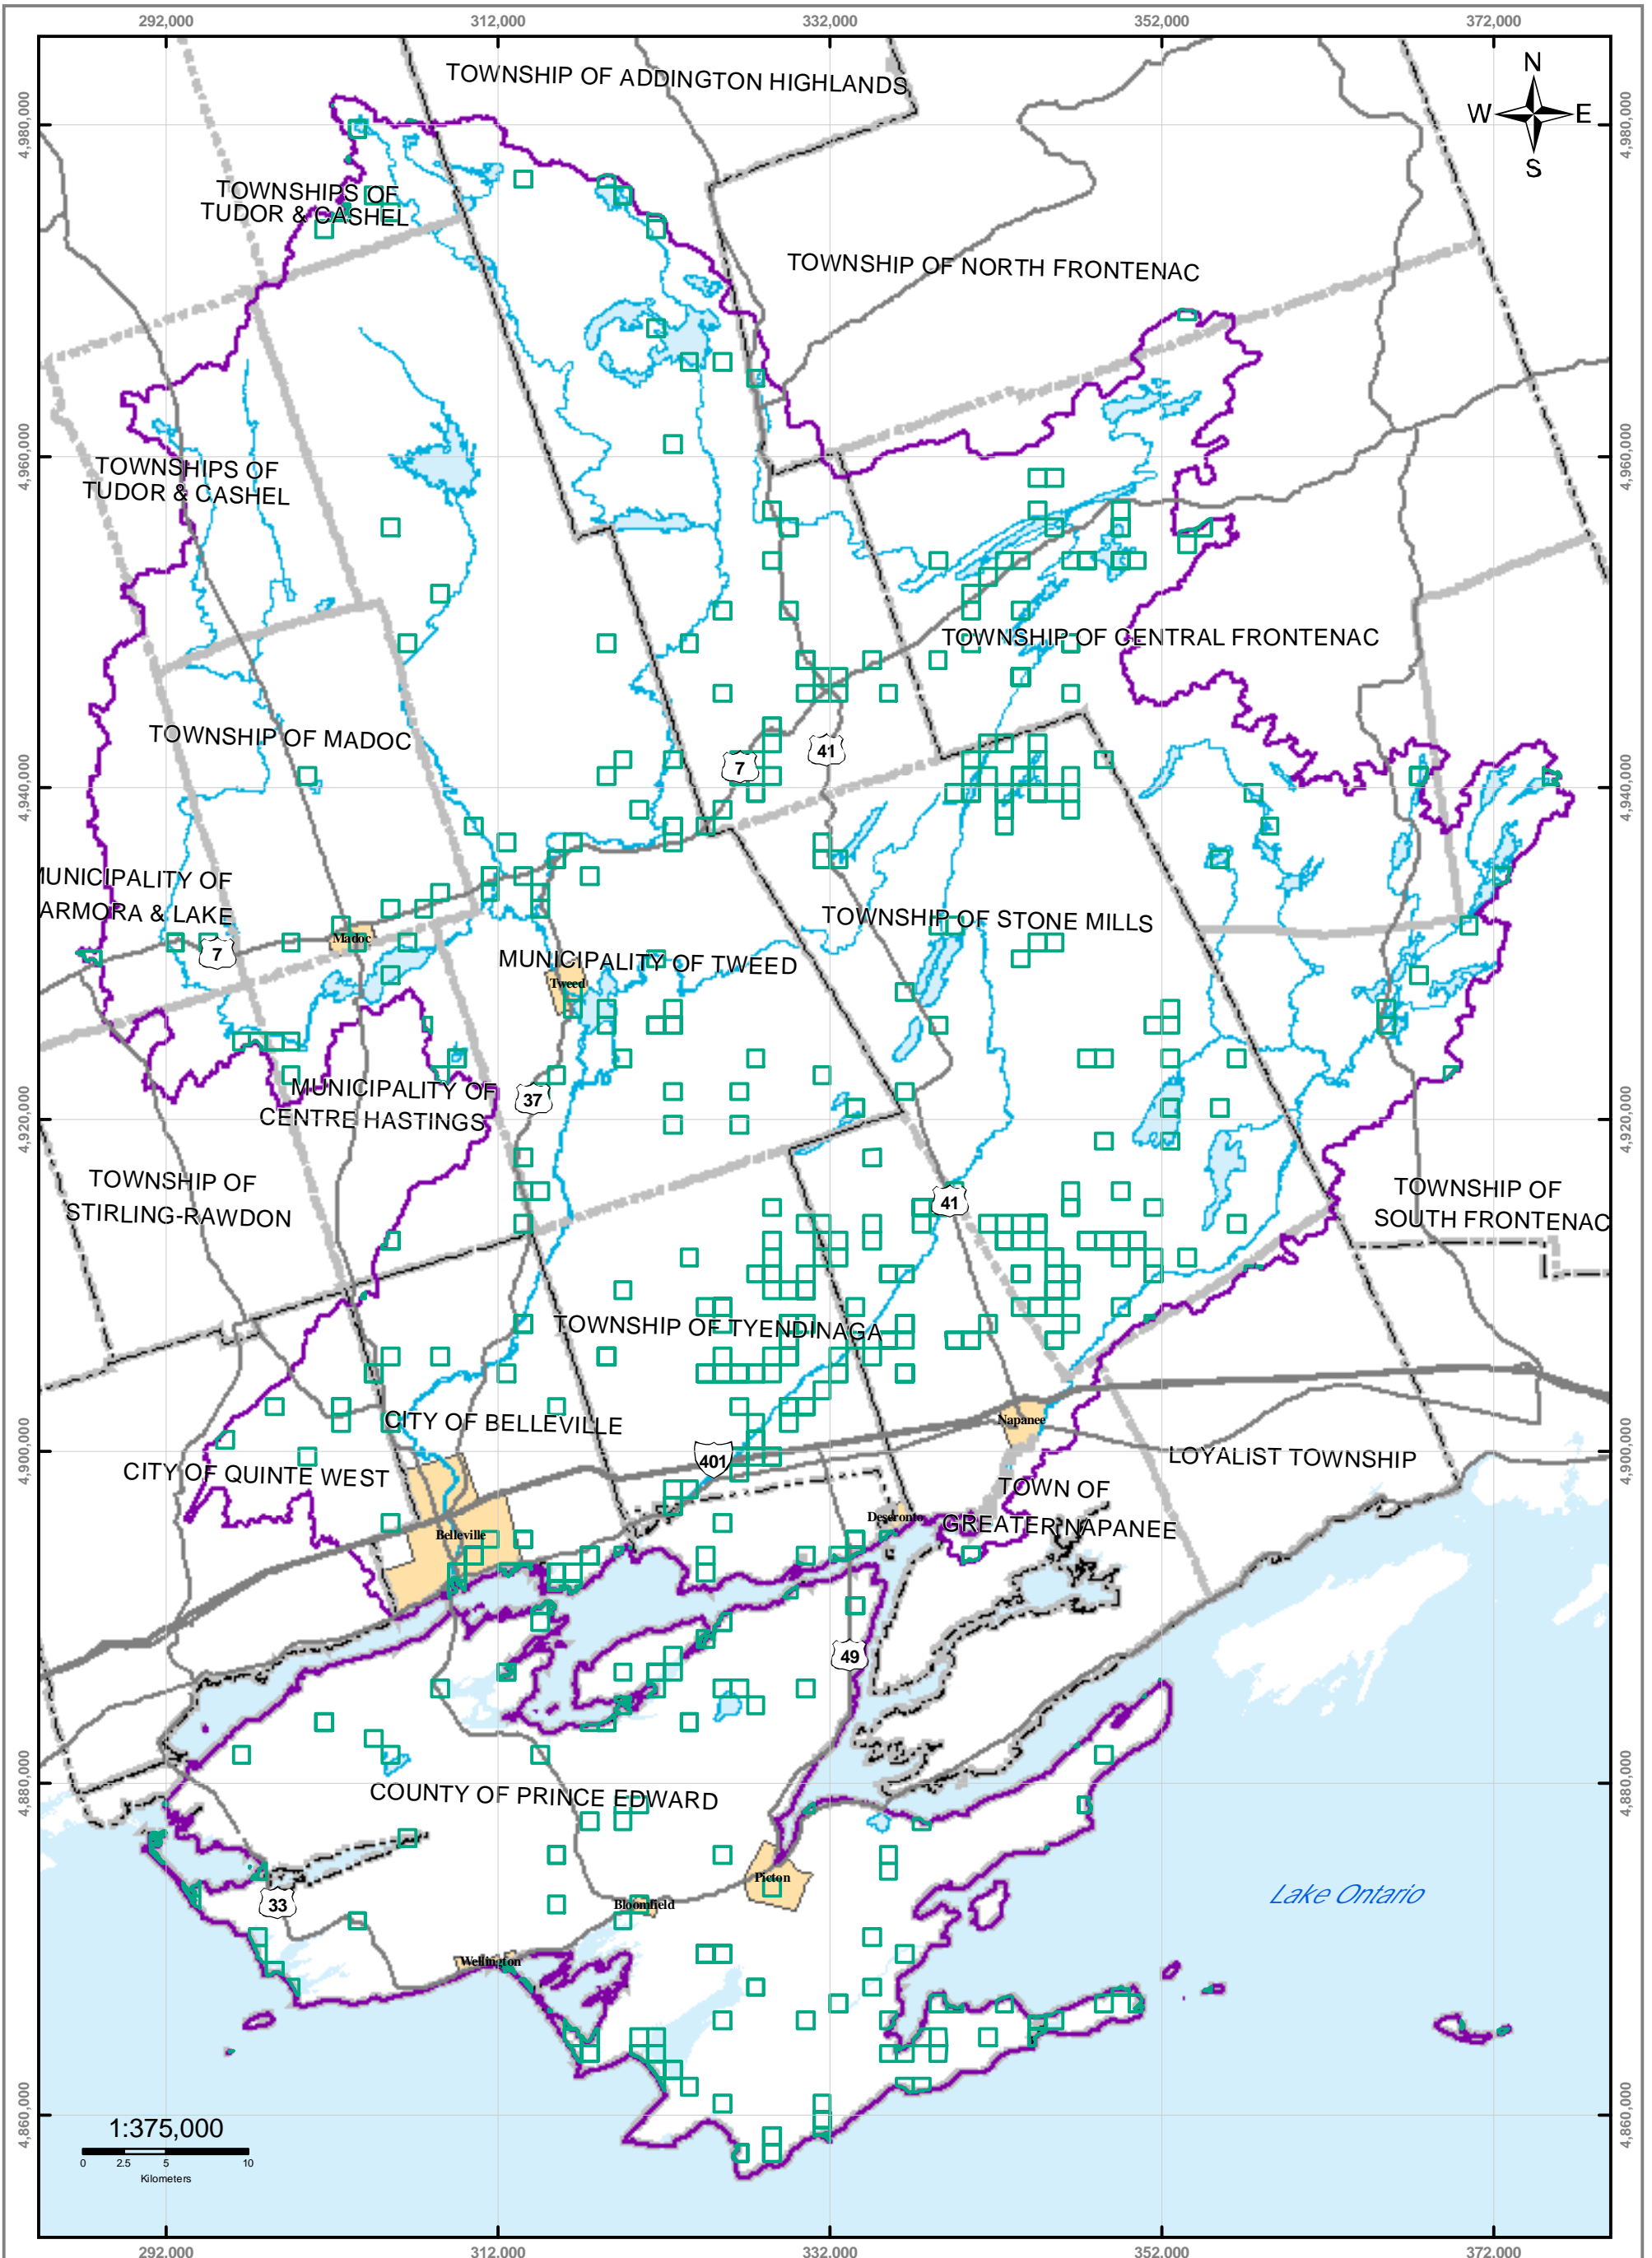 292,000 312,000 332,000 352,000 372,000
TOWNSHIP OF ADDINGTON HIGHLANDS
N
W E
S
4,980,000 4,980,000
TOWNSHIPS OF
TUDOR & CASHEL
TOWNSHIP OF NORTH FRONTENAC
4,960,000 4,960,000
TOWNSHIPS OF
TUDOR & CASHEL
TOWNSHIP OF CENTRAL FRONTENAC
TOWNSHIP OF MADOC
41
7
4,940,000 4,940,000
MUNICIPALITY OF
ARMORA & LAKE
TOWNSHIP OF STONE MILLS
Madoc
7
MUNICIPALITY OF TWEED
Tweed
MUNICIPALITY OF
CENTRE HASTINGS
37
4,920,000 4,920,000
TOWNSHIP OF
STIRLING-RAWDON
TOWNSHIP OF
SOUTH FRONTENAC
41
TOWNSHIP OF TYENDINAGA
CITY OF BELLEVILLE
Napanee
4,900,000 4,900,000
401
LOYALIST TOWNSHIP
CITY OF QUINTE WEST
TOWN OF
GREATER NAPANEE
Deseronto
Belleville
49
4,880,000 4,880,000
COUNTY OF PRINCE EDWARD
Picton
Lake Ontario
33
Bloomfield
Wellington
4,860,000 4,860,000
1:375,000
0 2.5 5 10
Kilometers
292,000 312,000 332,000 352,000 372,000